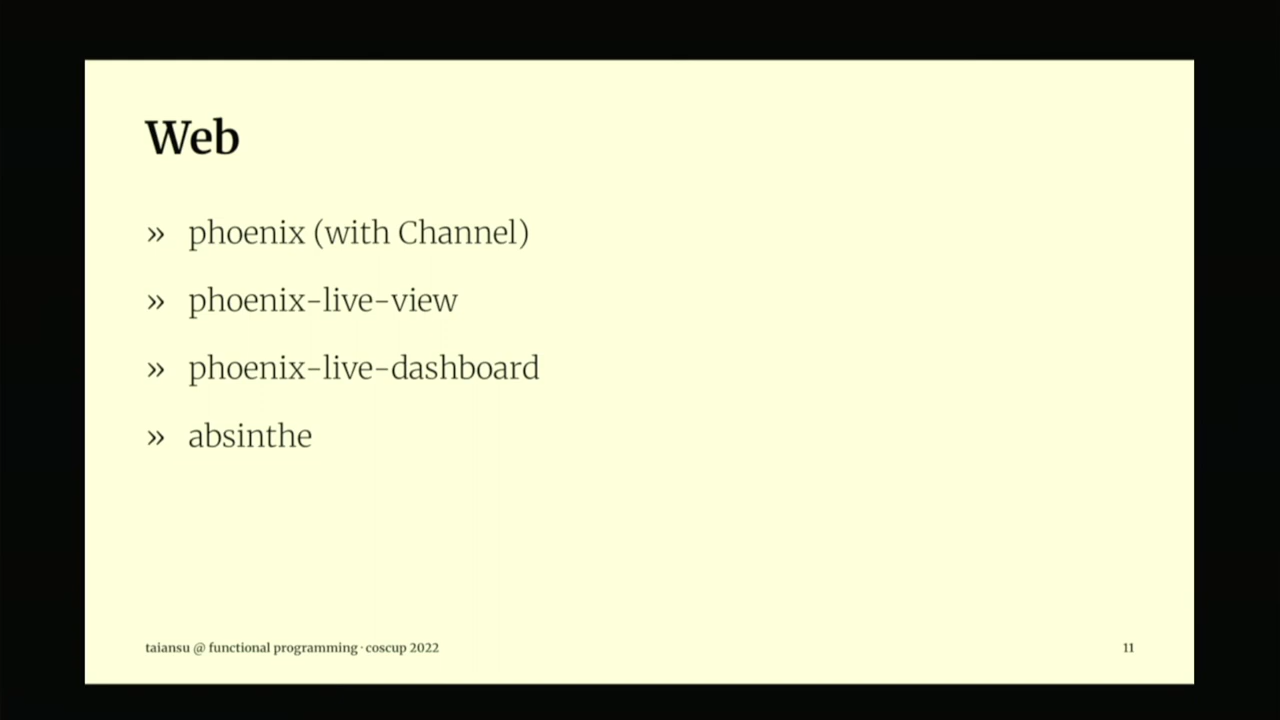 Web
» phoenix (with Channel)
» phoenix-live-view
» phoenix-live-dashboard
» absinthe
taiansu @ functional programming · coscup 2022
11